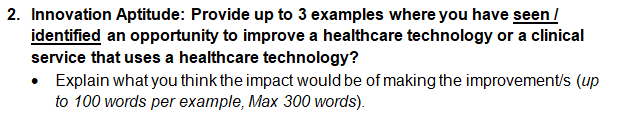 2. Innovation Aptitude: Provide up to 3 examples where you have seen /
identified an opportunity to improve a healthcare technology or a clinical
service that uses a healthcare technology?
• Explain what you think the impact would be of making the improvement/s (up
to 100 words per example, Max 300 words).